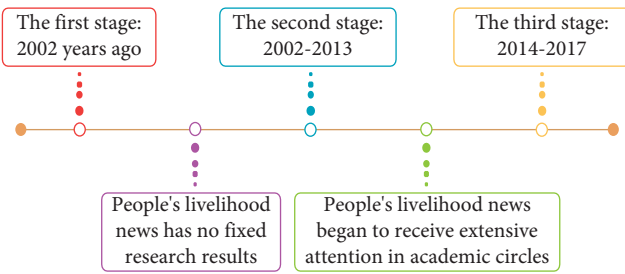 The first stage:
2002 years ago
The second stage:
2002-2013
The third stage:
2014-2017
People's livelihood
news has no fixed
research results
People's livelihood news
began to receive extensive
attention in academic circles